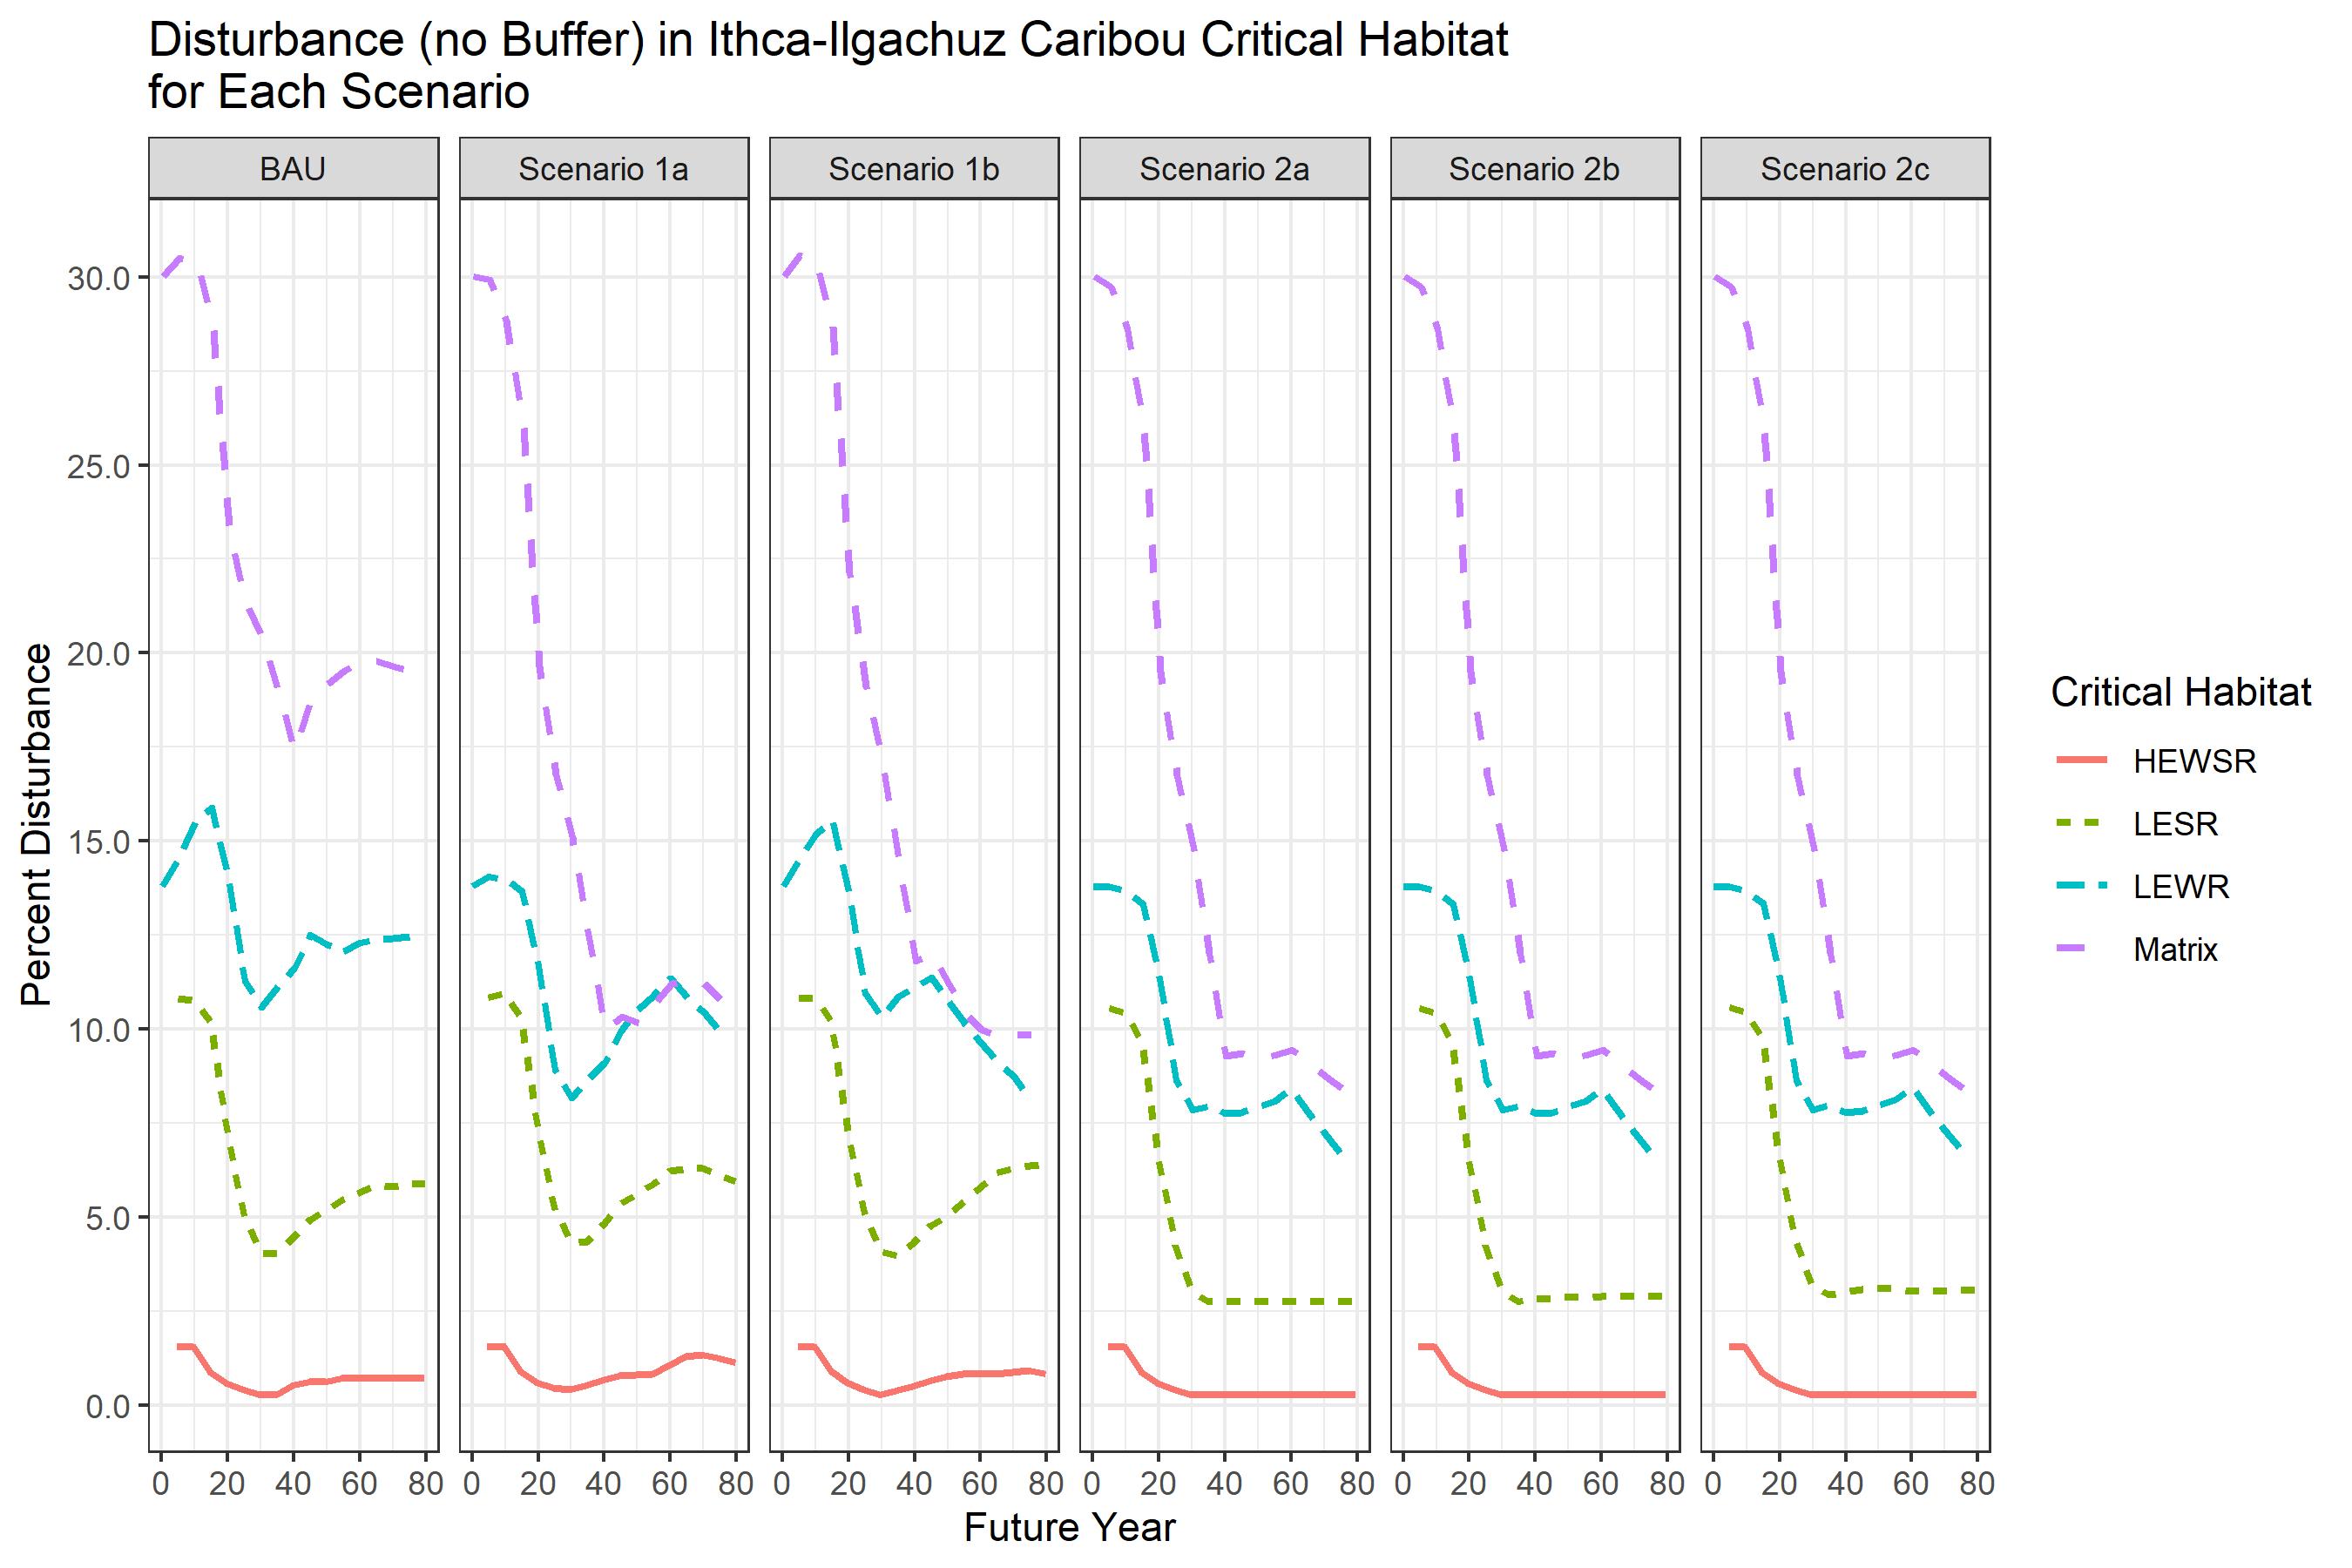 Disturbance (no Buffer) in Ithca-Ilgachuz Caribou Critical Habitat
for Each Scenario
BAU
Scenario 1a
Scenario 1b
Scenario 2a
Scenario 2b
Scenario 2c
Percent Disturbance
30.0
25.0
20.0
15.0
10.0
5.0
0.0
0 20 40 60 80
0 20 40 60 80
0 20 40 60 80
0 20 40 60 80
0 20 40 60 80
0 20 40 60 80
Future Year
Critical Habitat
HEWSR
LESR
LEWR
Matrix